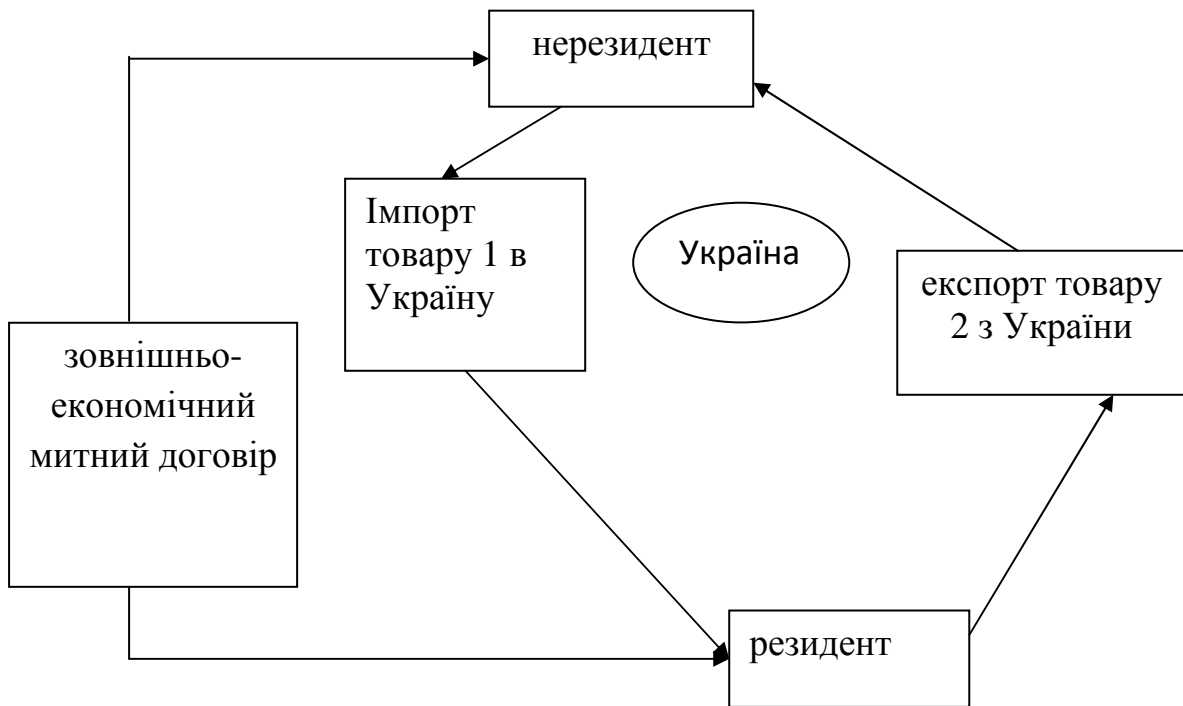 нерезидент
Імпорт
товару 1 в
Україну
Україна
експорт товару
2 з України
зовнішньо-
економічний
митний договір
резидент